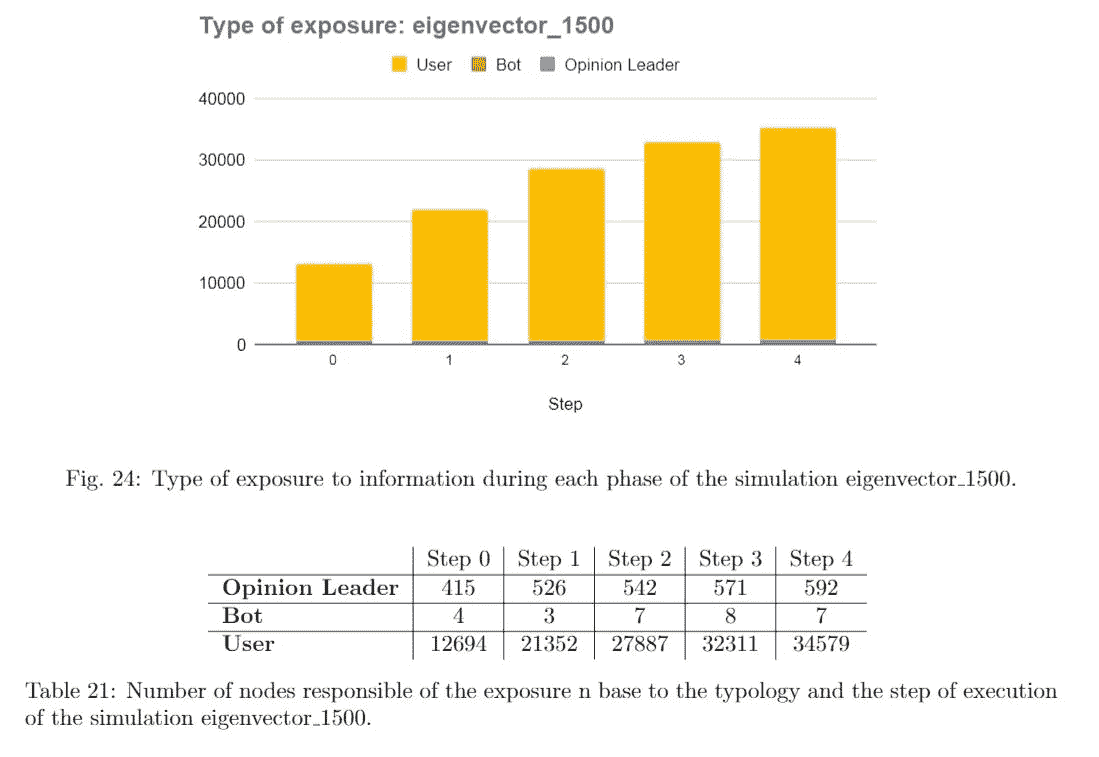 Type of exposure: eigenvector_1500
User Bot Opinion Leader
40000
30000
20000
10000
0
0 1 2 3 4
Step
Fig. 24: Type of exposure to information during each phase of the simulation eigenvector_1500.
Step 0 Step 1 Step 2 Step 3 Step 4
Opinion Leader 415 526 542 571 592
Bot 4 3 7 8 7
User 12694 21352 27887 32311 34579
Table 21: Number of nodes responsible of the exposure n base to the typology and the step of execution
of the simulation eigenvector_1500.